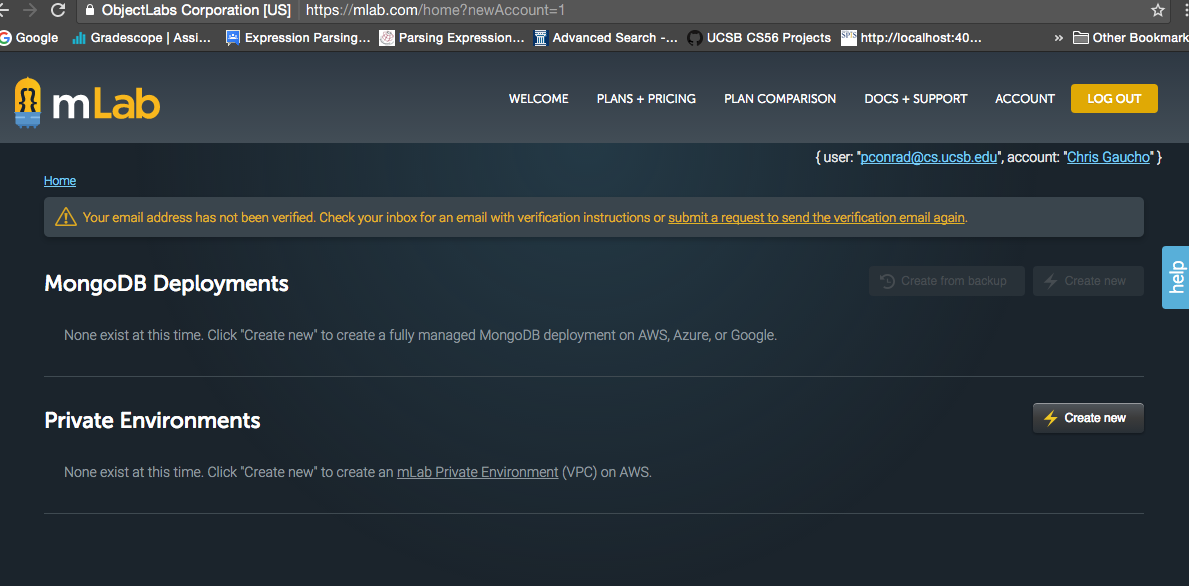 ObjectLabs Corporation [US] https://mlab.com/home?newAccount=1
Google Gradescope | Assi... Expression Parsing... Parsing Expression... Advanced Search -... UCSB CS56 Projects http://localhost:40... » Other Bookmark
mLab WELCOME PLANS + PRICING PLAN COMPARISON DOCS + SUPPORT ACCOUNT LOG OUT
{ user: "pconrad@cs.ucsb.edu", account: "Chris Gaucho" }
Home
Your email address has not been verified. Check your inbox for an email with verification instructions or submit a request to send the verification email again.
help
MongoDB Deployments Create from backup Create new
None exist at this time. Click "Create new" to create a fully managed MongoDB deployment on AWS, Azure, or Google.
Private Environments Create new
None exist at this time. Click "Create new" to create an mLab Private Environment (VPC) on AWS.